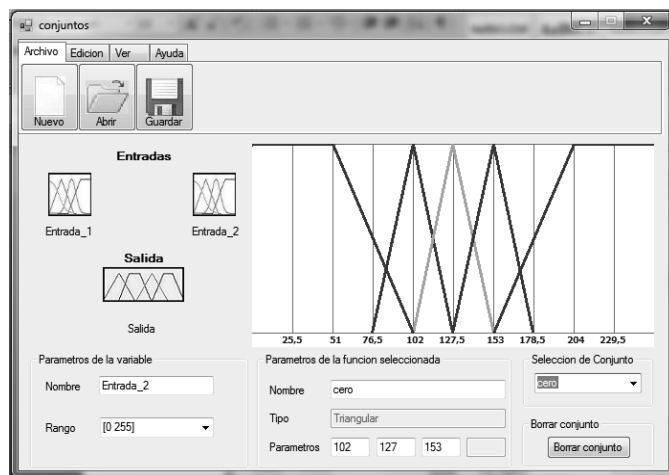 conjuntos
Archivo Edicion Ver Ayuda
Nuevo Abrir Guardar
Entradas
Entrada_1 Entrada_2
Salida
Salida
25,5 51 76,5 102 127,5 153 178,5 204 229,5
Parametros de la variable
Nombre Entrada_2
Rango [0 255]
Parametros de la funcion seleccionada
Nombre cero
Tipo Triangular
Parametros 102 127 153
Seleccion de Conjunto
cero
Borrar conjunto
Borrar conjunto